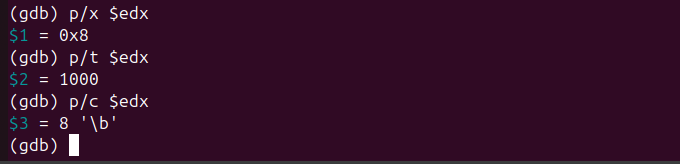 (gdb) p/x $edx
$1 = 0x8
(gdb) p/t $edx
$2 = 1000
(gdb) p/c $edx
$3 = 8 '\b'
(gdb)